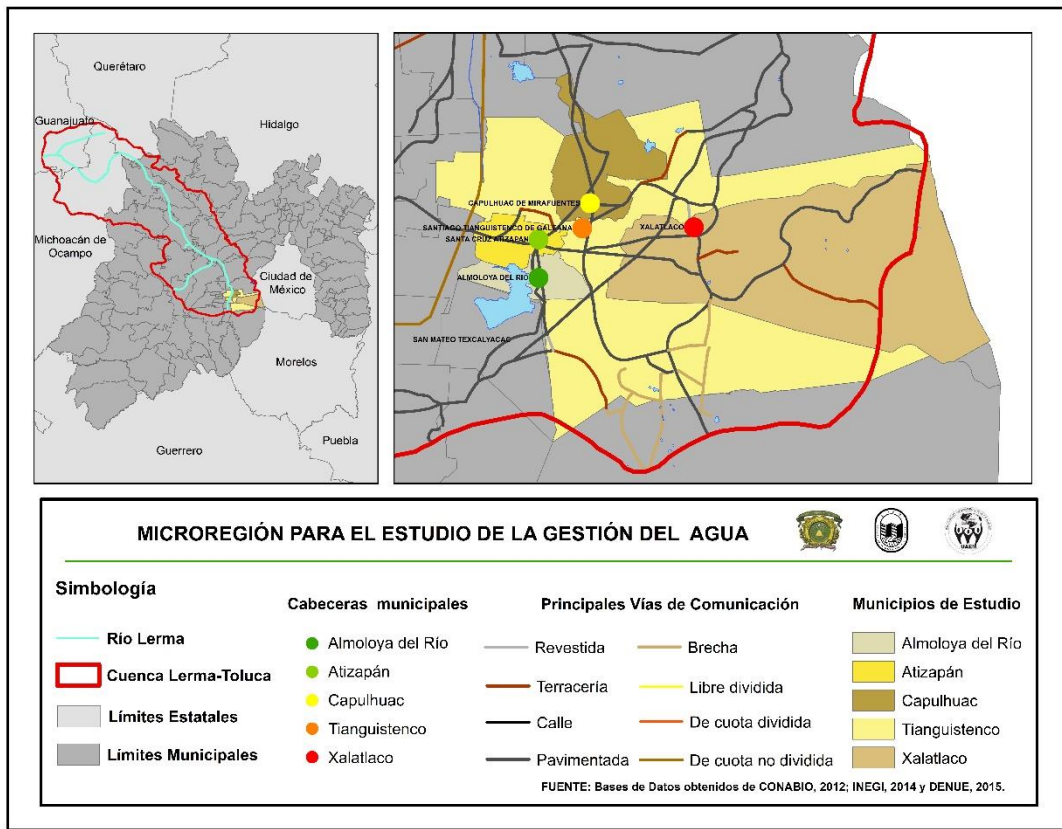 Querétaro
Guanajuato
Hidalgo
Michoacán de
Ocampo
Ciudad de
México
Morelos
Puebla
Guerrero
CAPULHUAC DE MIRAFUENTES
SANTIAGO TIANGUISTENCO DE GALEANA
XALATLACO
SANTA CRUZ ATIZAPÁN
ALMOLOYA DEL RÍO
SAN MATEO TEXCALYACAC
MICROREGIÓN PARA EL ESTUDIO DE LA GESTIÓN DEL AGUA
Simbología
Río Lerma
Cuenca Lerma-Toluca
Límites Estatales
Límites Municipales
Cabeceras municipales
Almoloya del Río
Atizapán
Capulhuac
Tianguistenco
Xalatlaco
Principales Vías de Comunicación
Revestida
Terracería
Calle
Pavimentada
Brecha
Libre dividida
De cuota dividida
De cuota no dividida
Municipios de Estudio
Almoloya del Río
Atizapán
Capulhuac
Tianguistenco
Xalatlaco
FUENTE: Bases de Datos obtenidos de CONABIO, 2012; INEGI, 2014 y DENUE, 2015.